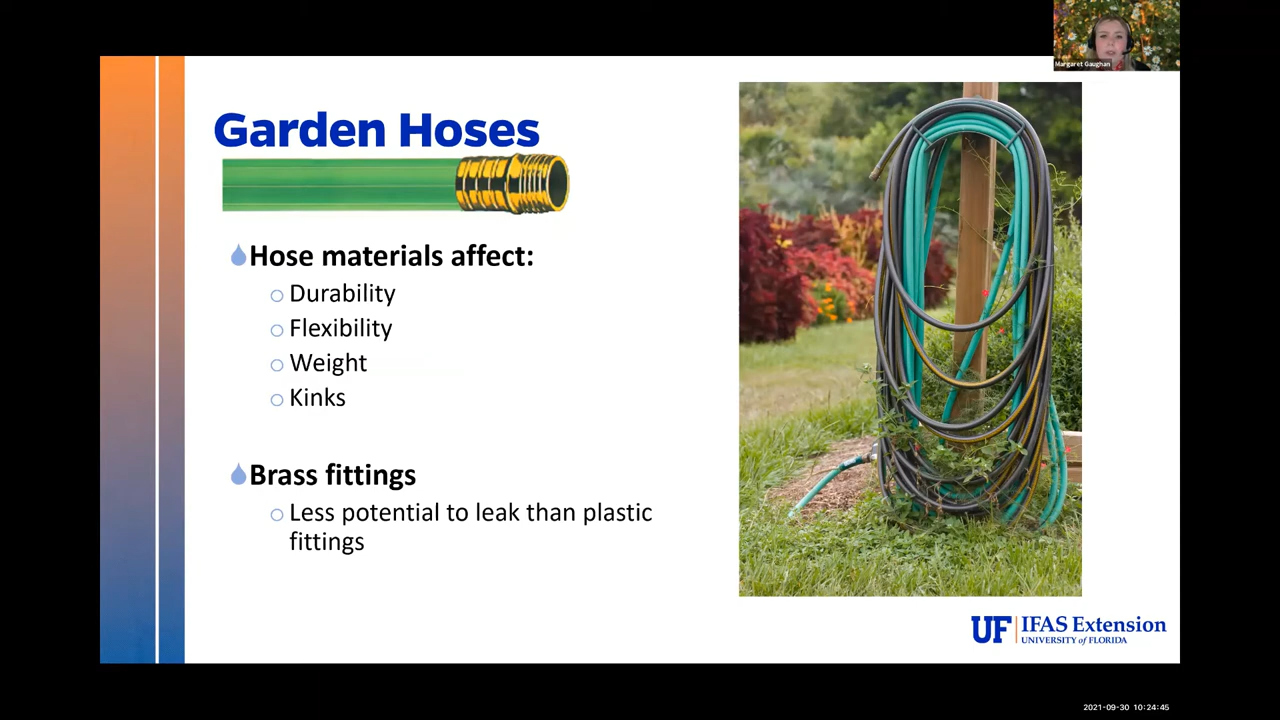 Margaret Gaughan
Garden Hoses
Hose materials affect:
Durability
Flexibility
Weight
Kinks
Brass fittings
Less potential to leak than plastic
fittings
UF IFAS Extension
UNIVERSITY of FLORIDA
2021-09-30 10:24:45